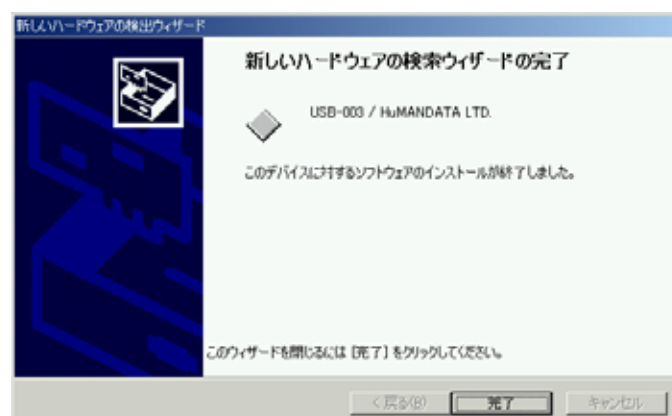 新しいハードウェアの検出ウィザード
新しいハードウェアの検索ウィザードの完了
USB-003 / HuMANDATA LTD.
このデバイスに対するソフトウェアのインストールが終了しました。
このウィザードを閉じるには [完了] をクリックしてください。
< 戻る(B)
完了
キャンセル